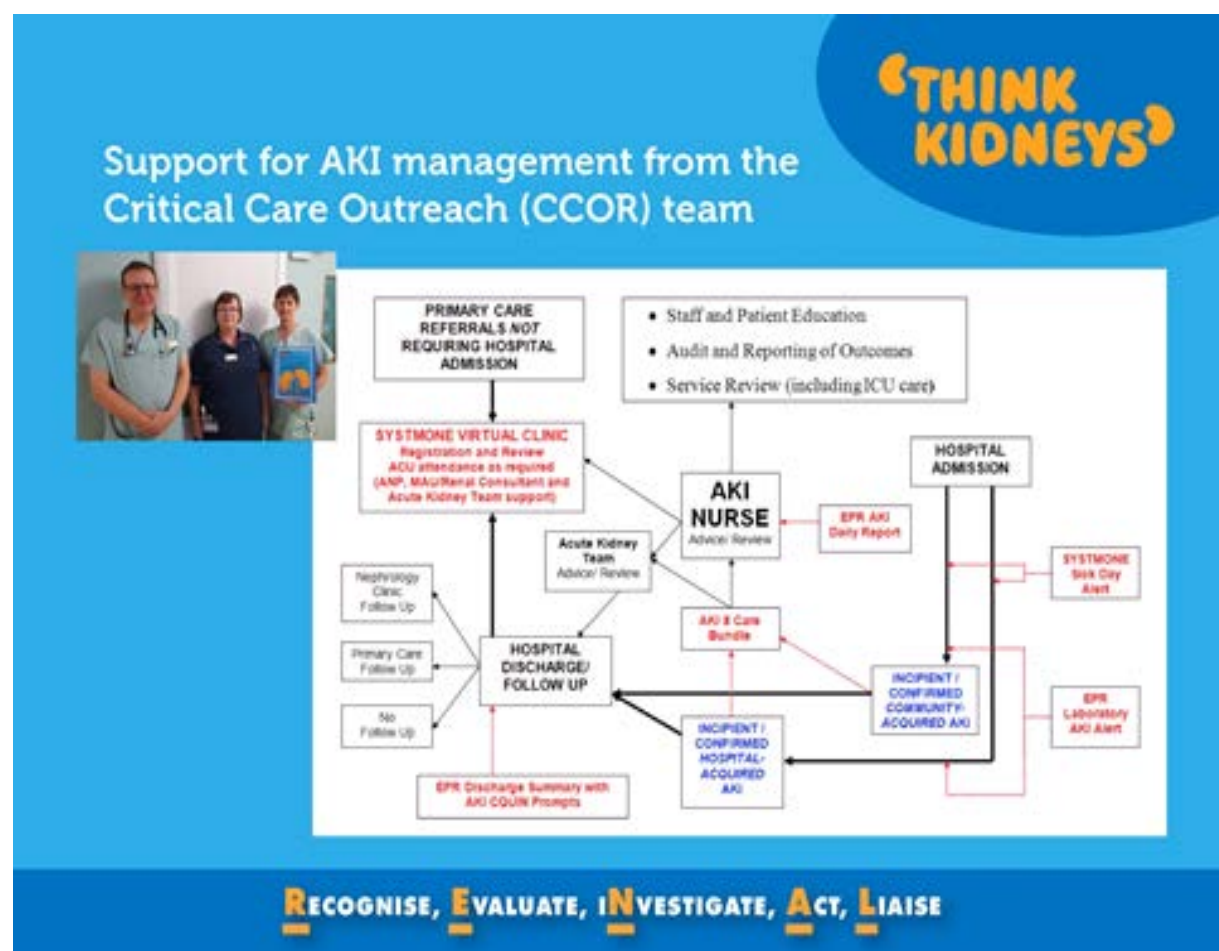 THINK
KIDNEYS
Support for AKI management from the
Critical Care Outreach (CCOR) team
PRIMARY CARE
REFERRALS NOT
REQUIRING HOSPITAL
ADMISSION
• Staff and Patient Education
• Audit and Reporting of Outcomes
• Service Review (including ICU care)
SYSTMONE VIRTUAL CLINIC
Registration and Review
ACU attendance as required
(ANP, MAU/Renal Consultant and
Acute Kidney Team support)
HOSPITAL
ADMISSION
AKI
NURSE
Advice/ Review
EPR AKI
Daily Report
Acute Kidney
Team
Advice/ Review
SYSTMONE
Sick Day
Alert
Nephrology
Clinic
Follow Up
AKI 8 Care
Bundle
HOSPITAL
DISCHARGE/
FOLLOW UP
Primary Care
Follow Up
INCIPIENT /
CONFIRMED
COMMUNITY-
ACQUIRED AKI
EPR
Laboratory
AKI Alert
No
Follow Up
INCIPIENT /
CONFIRMED
HOSPITAL-
ACQUIRED
AKI
EPR Discharge Summary with
AKI CQUIN Prompts
RECOGNISE, EVALUATE, INVESTIGATE, ACT, LIAISE